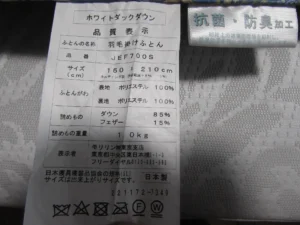 ホワイトダックダウン
品質表示
ふとんの名称 羽毛掛けふとん
品番 JEF700S
サイズ(cm) 150 × 210cm
ふとんがわ 表地 ポリエステル 100%
裏地 ポリエステル 100%
詰めもの ダウン 85%
フェザー 15%
詰めもの重量 1.0kg
表示者
日本製
抗菌・防臭加工